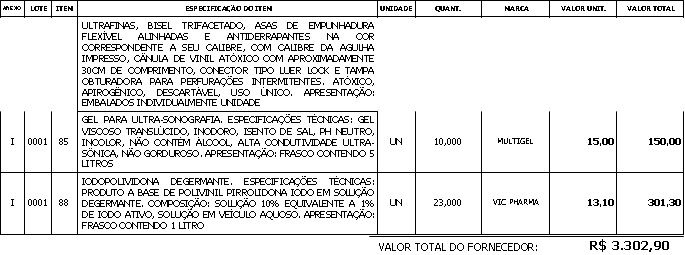 ANEXO LOTE ITEM ESPECIFICAÇÃO DO ITEM UNIDADE QUANT. MARCA VALOR UNIT. VALOR TOTAL
ULTRAFINAS, BISEL TRIFACETADO, ASAS DE EMPUNHADURA
FLEXÍVEL ALINHADAS E ANTIDERRAPANTES NA COR
CORRESPONDENTE A SEU CALIBRE, COM CALIBRE DA AGULHA
IMPRESSO, CÂNULA DE VINIL ATÓXICO COM APROXIMADAMENTE
30CM DE COMPRIMENTO, CONECTOR TIPO LUER LOCK E TAMPA
OBTURADORA PARA PERFURAÇÕES INTERMITENTES. ATÓXICO,
APIROGÊNICO, DESCARTÁVEL, USO ÚNICO. APRESENTAÇÃO:
EMBALADOS INDIVIDUALMENTE UNIDADE
GEL PARA ULTRA-SONOGRAFIA. ESPECIFICAÇÕES TÉCNICAS: GEL
VISCOSO TRANSLÚCIDO, INODORO, ISENTO DE SAL, PH NEUTRO,
I 0001 85 INCOLOR, NÃO CONTÉM ÁLCOOL, ALTA CONDUTIVIDADE ULTRA- UN 10,000 MULTIGEL 15,00 150,00
SÔNICA, NÃO GORDUROSO. APRESENTAÇÃO: FRASCO CONTENDO 5
LITROS
IODOPOLIVIDONA DEGERMANTE. ESPECIFICAÇÕES TÉCNICAS:
PRODUTO A BASE DE POLIVINIL PIRROLIDONA IODO EM SOLUÇÃO
I 0001 88 DEGERMANTE. COMPOSIÇÃO: SOLUÇÃO 10% EQUIVALENTE A 1% UN 23,000 VIC PHARMA 13,10 301,30
DE IODO ATIVO, SOLUÇÃO EM VEÍCULO AQUOSO. APRESENTAÇÃO:
FRASCO CONTENDO 1 LITRO
VALOR TOTAL DO FORNECEDOR: R$ 3.302,90